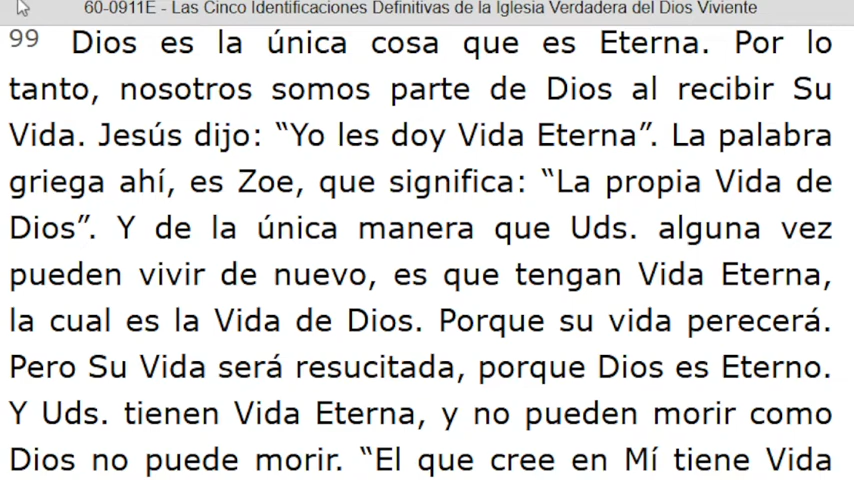 60-0911E - Las Cinco Identificaciones Definitivas de la Iglesia Verdadera del Dios Viviente
99 Dios es la única cosa que es Eterna. Por lo
tanto, nosotros somos parte de Dios al recibir Su
Vida. Jesús dijo: “Yo les doy Vida Eterna”. La palabra
griega ahí, es Zoe, que significa: “La propia Vida de
Dios”. Y de la única manera que Uds. alguna vez
pueden vivir de nuevo, es que tengan Vida Eterna,
la cual es la Vida de Dios. Porque su vida perecerá.
Pero Su Vida será resucitada, porque Dios es Eterno.
Y Uds. tienen Vida Eterna, y no pueden morir como
Dios no puede morir. “El que cree en Mí tiene Vida